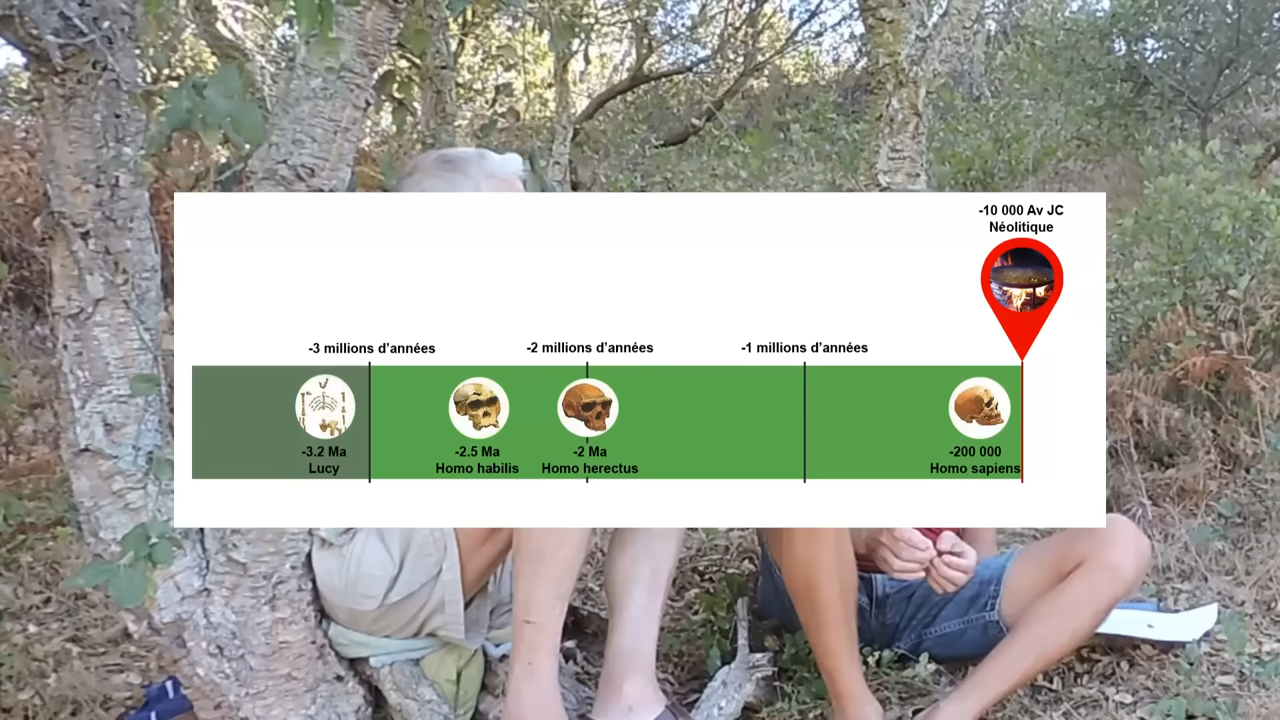 -10 000 Av JC
Néolitique
-3 millions d’années
-2 millions d’années
-1 millions d’années
-3.2 Ma
Lucy
-2.5 Ma
Homo habilis
-2 Ma
Homo herectus
-200 000
Homo sapiens